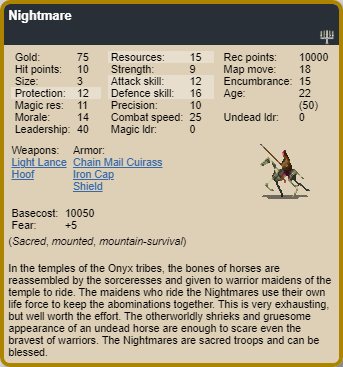 Nightmare
Gold: 75 Resources: 15 Rec points: 10000
Hit points: 10 Strength: 9 Map move: 18
Size: 3 Attack skill: 12 Encumbrance: 15
Protection: 12 Defence skill: 16 Age: 22
Magic res: 11 Precision: 10 (50)
Morale: 14 Combat speed: 25 Undead ldr: 0
Leadership: 40 Magic ldr: 0
Weapons: Armor:
Light Lance Chain Mail Cuirass
Hoof Iron Cap
Shield
Basecost: 10050
Fear: +5
(Sacred, mounted, mountain-survival)
In the temples of the Onyx tribes, the bones of horses are
reassembled by the sorceresses and given to warrior maidens of the
temple to ride. The maidens who ride the Nightmares use their own
life force to keep the abominations together. This is very exhausting,
but well worth the effort. The otherworldly shrieks and gruesome
appearance of an undead horse are enough to scare even the
bravest of warriors. The Nightmares are sacred troops and can be
blessed.